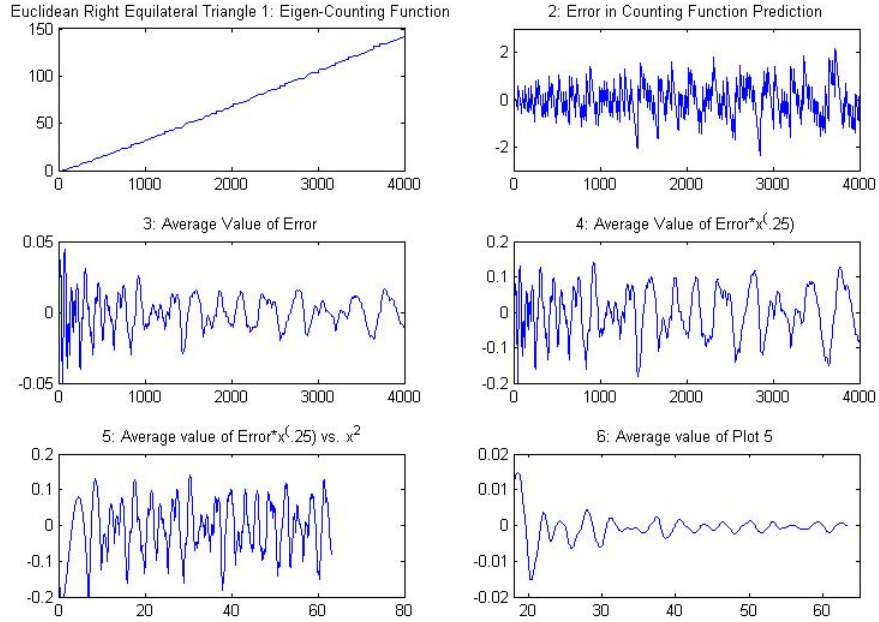 Euclidean Right Equilateral Triangle 1: Eigen-Counting Function
150
100
50
0
0 1000 2000 3000 4000
2: Error in Counting Function Prediction
2
0
-2
0 1000 2000 3000 4000
3: Average Value of Error
0.05
0
-0.05
0 1000 2000 3000 4000
4: Average Value of Error*x(.25)
0.2
0.1
0
-0.1
-0.2
0 1000 2000 3000 4000
5: Average value of Error*x(.25) vs. x²
0.2
0.1
0
-0.1
-0.2
0 20 40 60 80
6: Average value of Plot 5
0.02
0.01
0
-0.01
-0.02
20 30 40 50 60